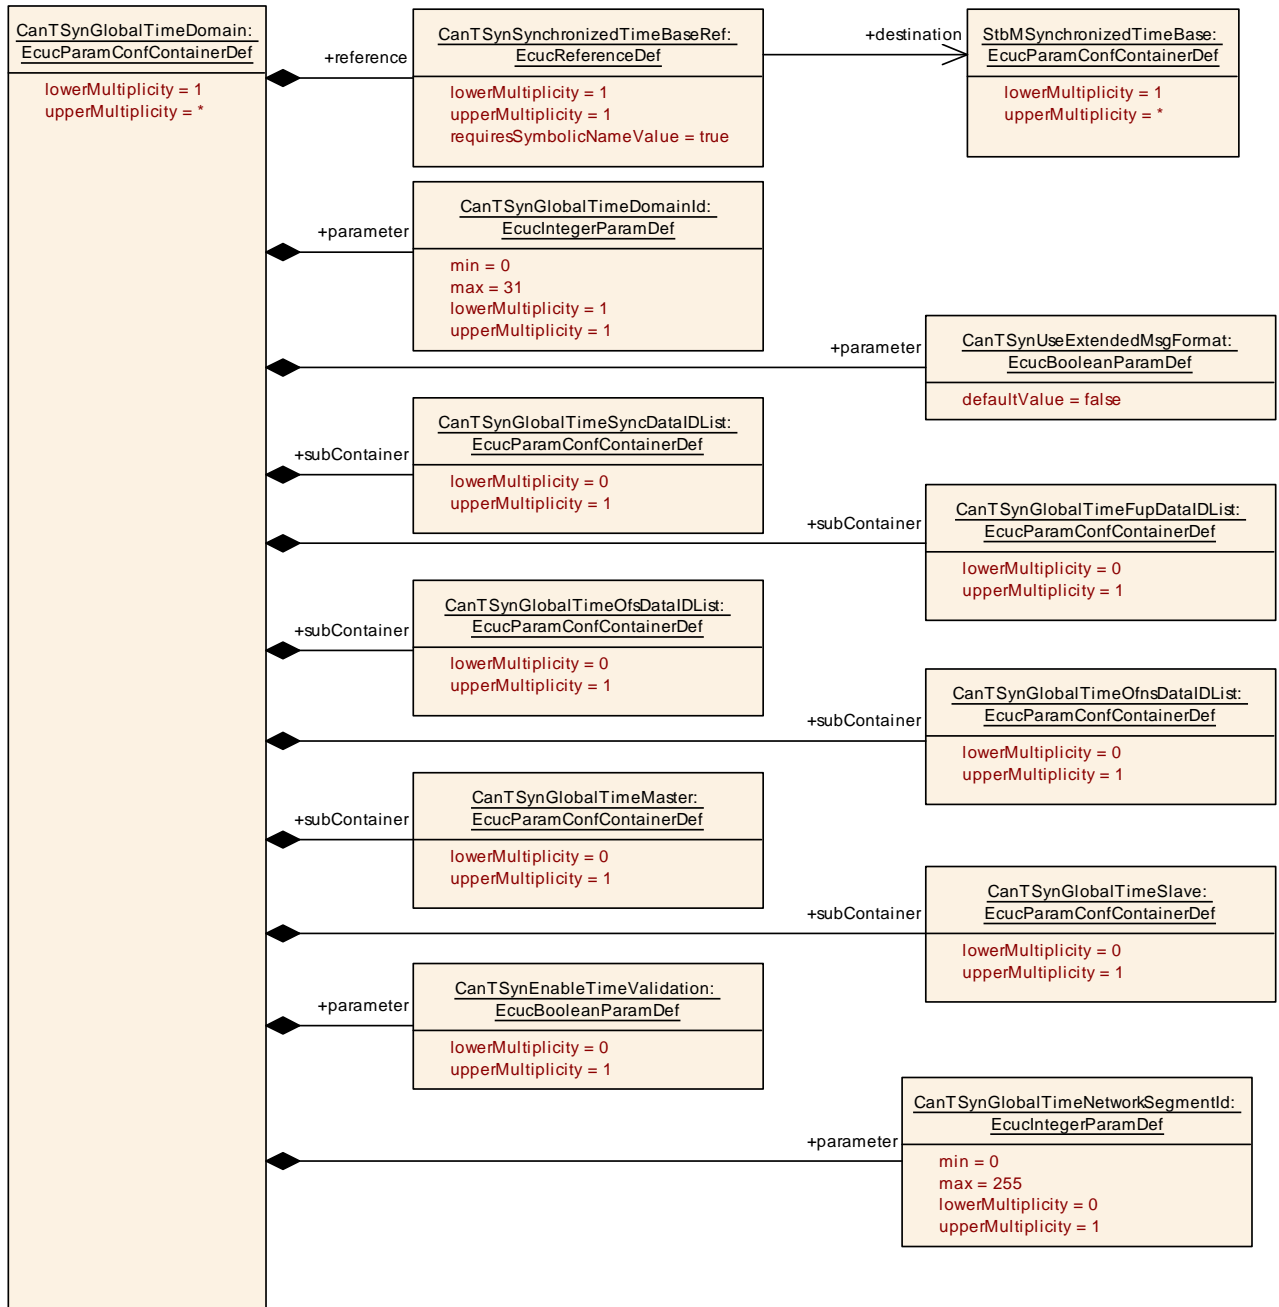 CanTSynGlobalTimeDomain:
EcucParamConfContainerDef
lowerMultiplicity = 1
upperMultiplicity = *
+reference
CanTSynSynchronizedTimeBaseRef:
EcucReferenceDef
lowerMultiplicity = 1
upperMultiplicity = 1
requiresSymbolicNameValue = true
+destination
StbMSynchronizedTimeBase:
EcucParamConfContainerDef
lowerMultiplicity = 1
upperMultiplicity = *
+parameter
CanTSynGlobalTimeDomainId:
EcucIntegerParamDef
min = 0
max = 31
lowerMultiplicity = 1
upperMultiplicity = 1
+parameter
CanTSynUseExtendedMsgFormat:
EcucBooleanParamDef
defaultValue = false
+subContainer
CanTSynGlobalTimeSyncDataIDList:
EcucParamConfContainerDef
lowerMultiplicity = 0
upperMultiplicity = 1
+subContainer
CanTSynGlobalTimeFupDataIDList:
EcucParamConfContainerDef
lowerMultiplicity = 0
upperMultiplicity = 1
+subContainer
CanTSynGlobalTimeOfsDataIDList:
EcucParamConfContainerDef
lowerMultiplicity = 0
upperMultiplicity = 1
+subContainer
CanTSynGlobalTimeOfnsDataIDList:
EcucParamConfContainerDef
lowerMultiplicity = 0
upperMultiplicity = 1
+subContainer
CanTSynGlobalTimeMaster:
EcucParamConfContainerDef
lowerMultiplicity = 0
upperMultiplicity = 1
+subContainer
CanTSynGlobalTimeSlave:
EcucParamConfContainerDef
lowerMultiplicity = 0
upperMultiplicity = 1
+parameter
CanTSynEnableTimeValidation:
EcucBooleanParamDef
lowerMultiplicity = 0
upperMultiplicity = 1
+parameter
CanTSynGlobalTimeNetworkSegmentId:
EcucIntegerParamDef
min = 0
max = 255
lowerMultiplicity = 0
upperMultiplicity = 1